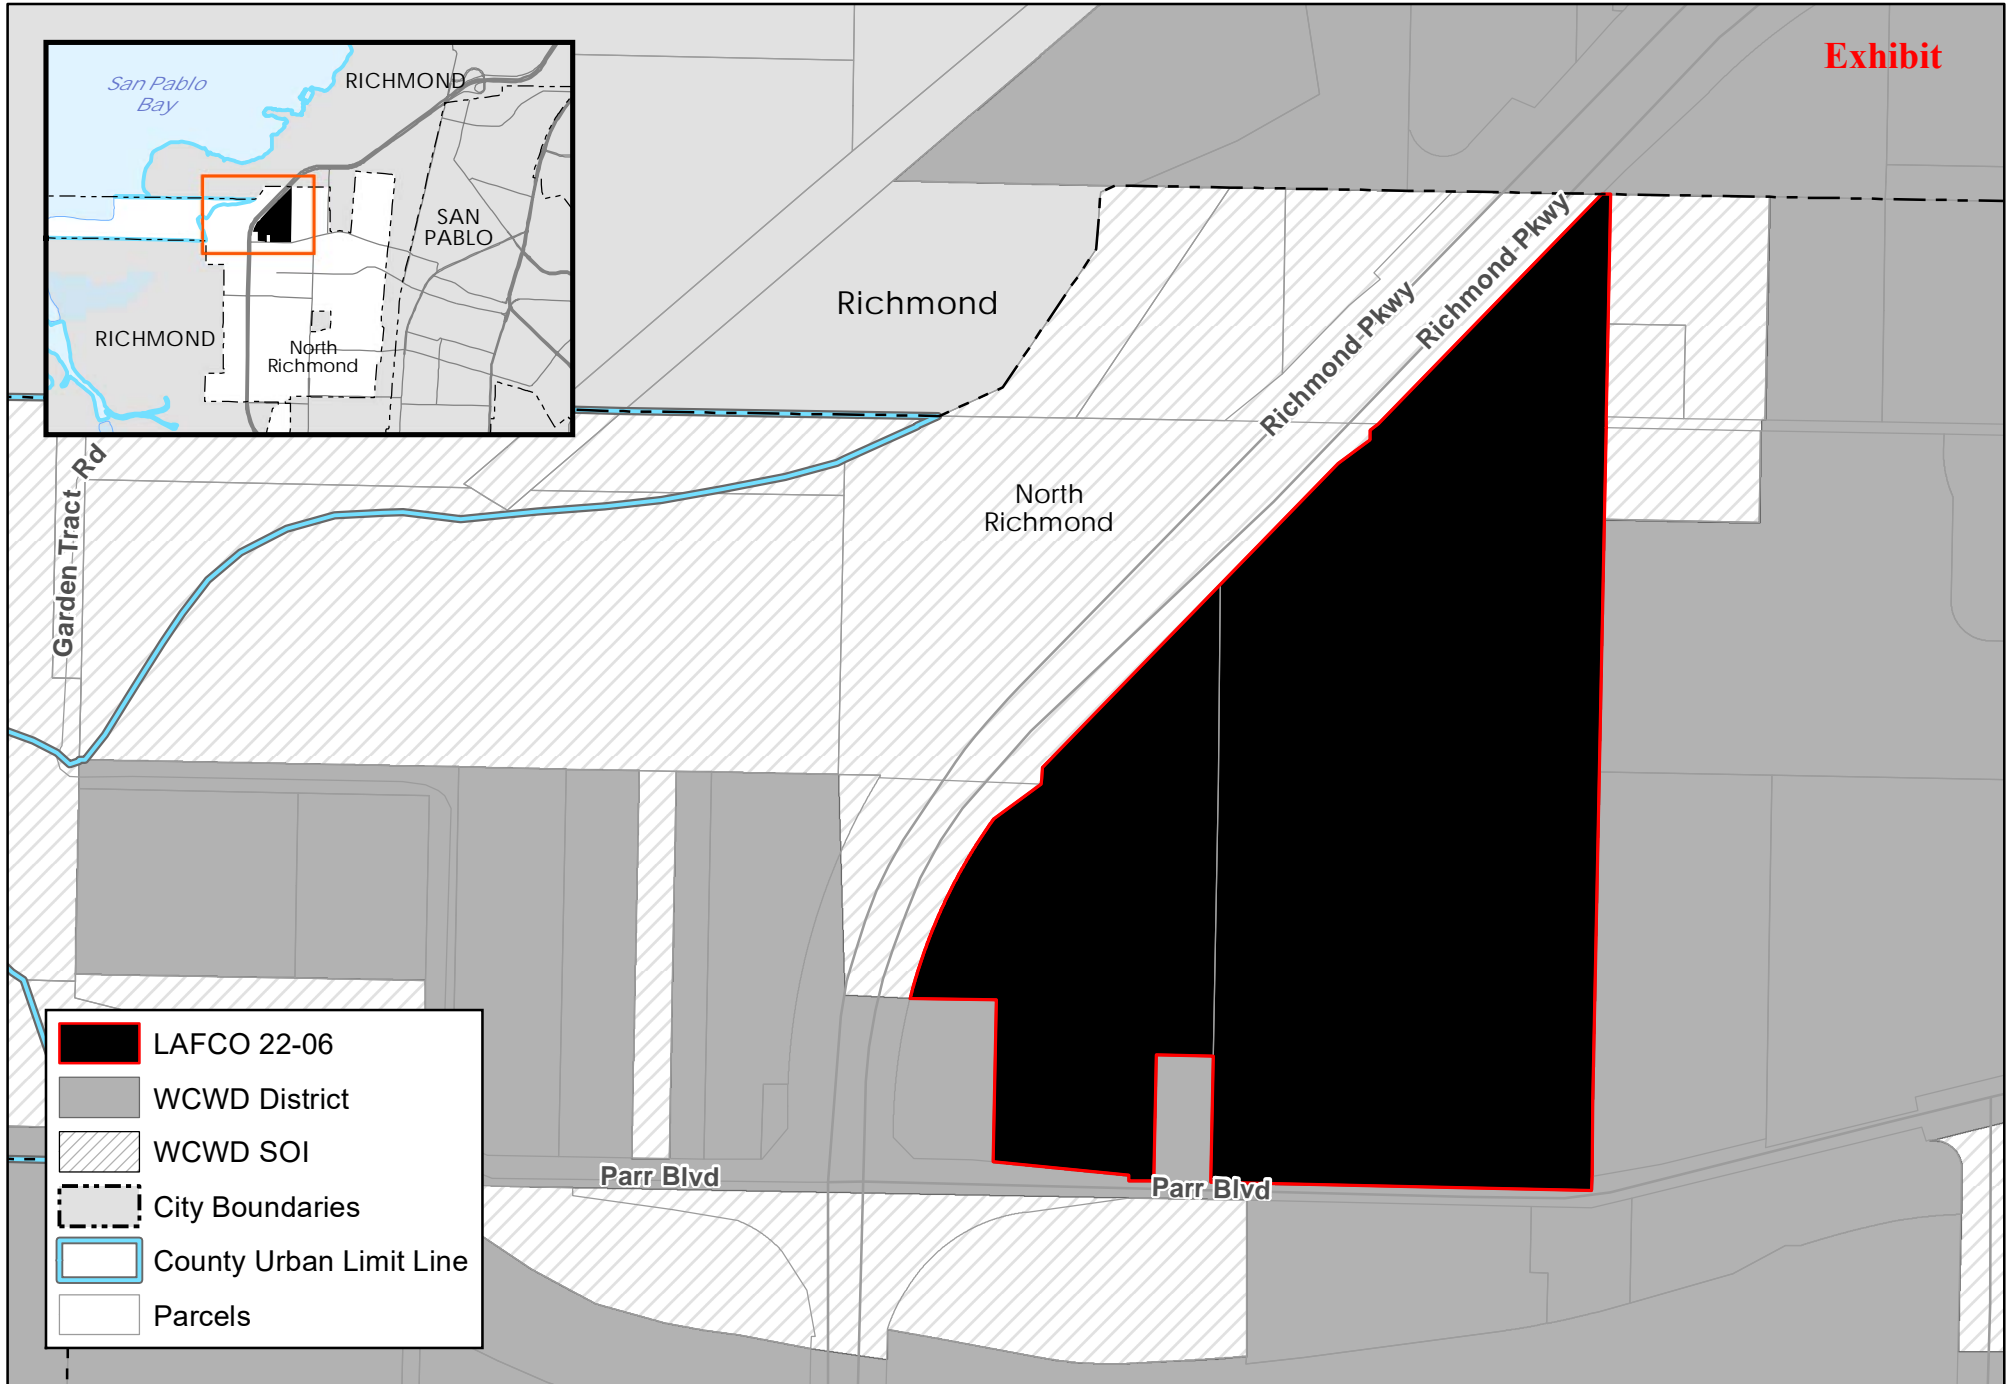 Exhibit
San Pablo
Bay
RICHMOND
SAN
PABLO
RICHMOND
North
Richmond
Richmond
Richmond Pkwy
Richmond Pkwy
North
Richmond
Garden Tract Rd
Parr Blvd
Parr Blvd
LAFCO 22-06
WCWD District
WCWD SOI
City Boundaries
County Urban Limit Line
Parcels